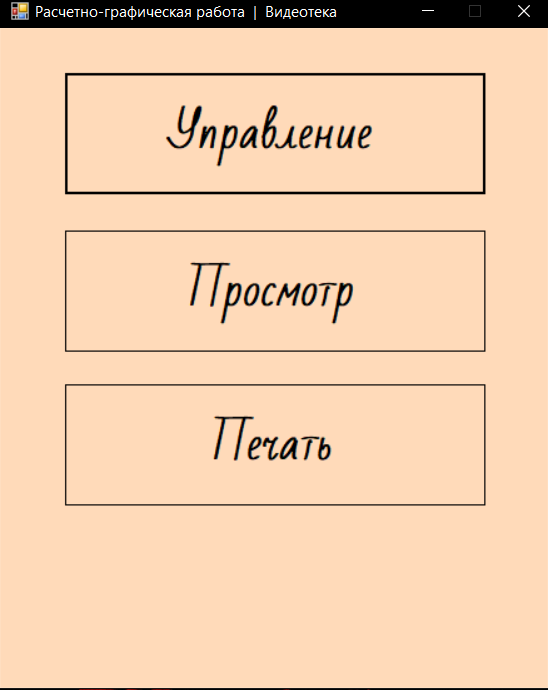 Расчетно-графическая работа | Видеотека
Управление
Просмотр
Печать